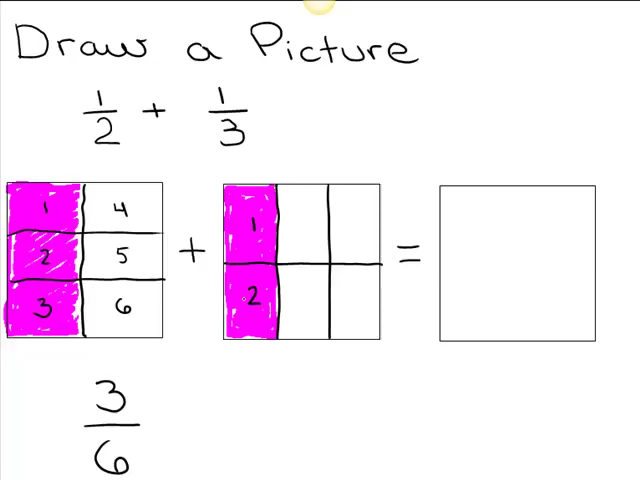 Draw a Picture
1/2 + 1/3
1 4 1
2 5 + =
3 6 2
3/6